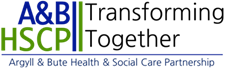 A&B Transforming
HSCP Together
Argyll & Bute Health & Social Care Partnership